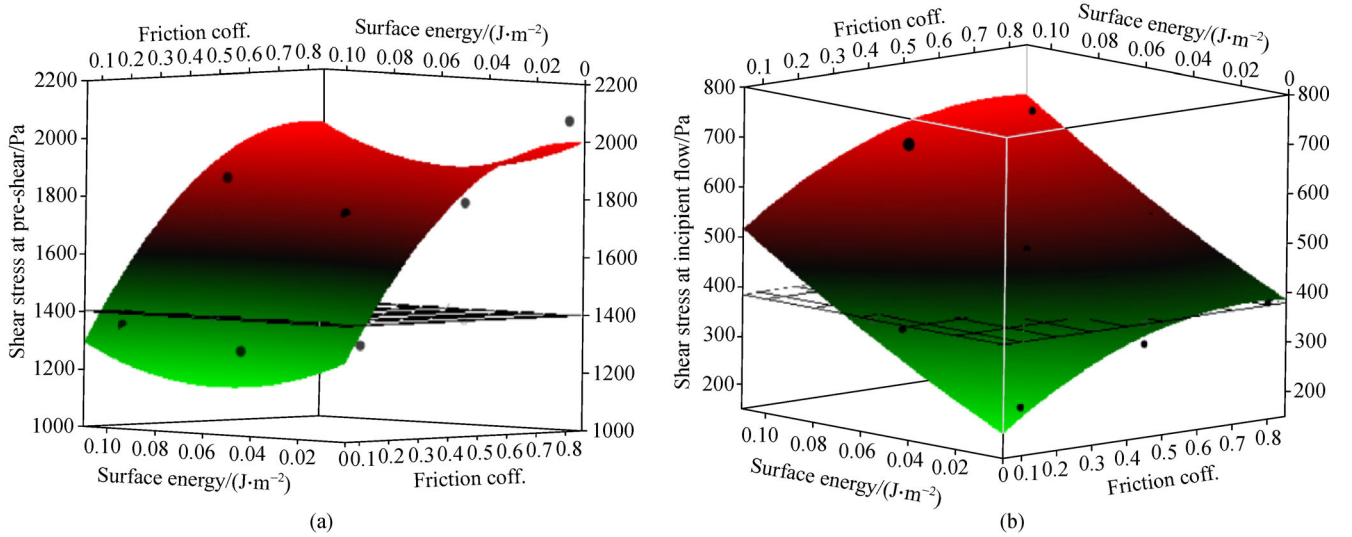 Friction coff.
Surface energy/(J·m⁻²)
0.1 0.2 0.3 0.4 0.5 0.6 0.7 0.8
0.10 0.08 0.06 0.04 0.02 0
2200
2000
1800
1600
1400
1200
1000
Shear stress at pre-shear/Pa
2200
2000
1800
1600
1400
1200
1000
0.10 0.08 0.06 0.04 0.02 0
0.1 0.2 0.3 0.4 0.5 0.6 0.7 0.8
Surface energy/(J·m⁻²)
Friction coff.
(a)
Friction coff.
Surface energy/(J·m⁻²)
0.1 0.2 0.3 0.4 0.5 0.6 0.7 0.8
0.10 0.08 0.06 0.04 0.02 0
800
700
600
500
400
300
200
Shear stress at incipient flow/Pa
800
700
600
500
400
300
200
0.10 0.08 0.06 0.04 0.02 0
0.1 0.2 0.3 0.4 0.5 0.6 0.7 0.8
Surface energy/(J·m⁻²)
Friction coff.
(b)